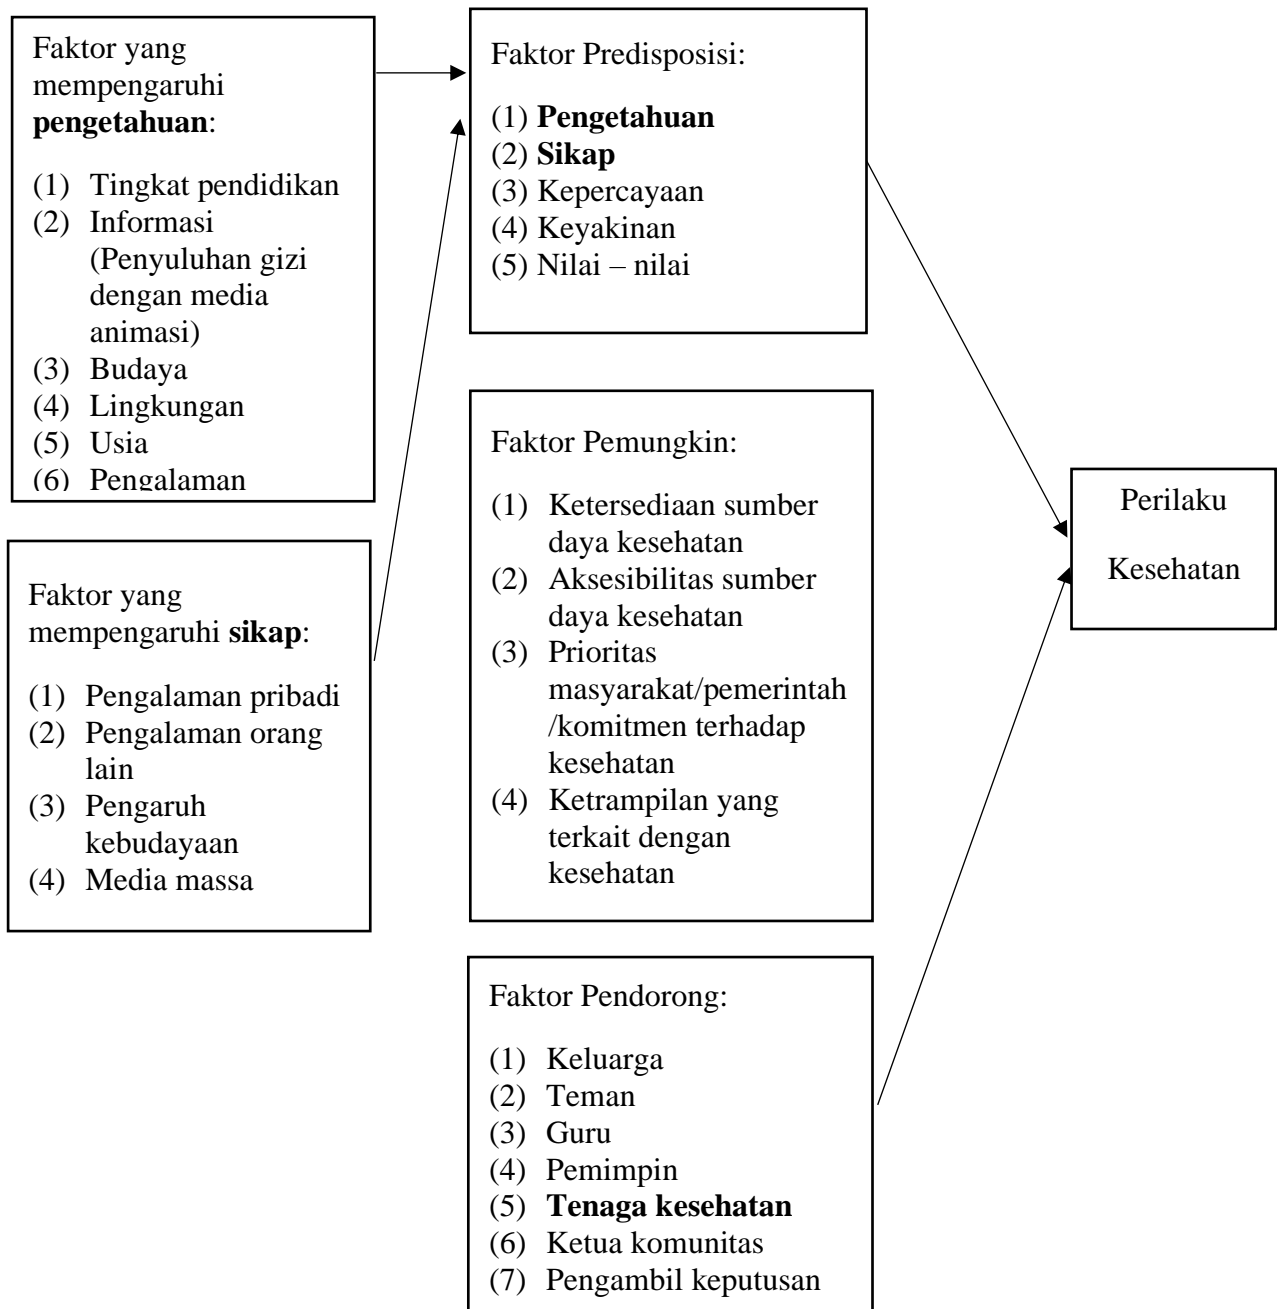 Faktor yang
mempengaruhi
pengetahuan:
(1) Tingkat pendidikan
(2) Informasi
(Penyuluhan gizi
dengan media
animasi)
(3) Budaya
(4) Lingkungan
(5) Usia
(6) Pengalaman
Faktor yang
mempengaruhi sikap:
(1) Pengalaman pribadi
(2) Pengalaman orang
lain
(3) Pengaruh
kebudayaan
(4) Media massa
Faktor Predisposisi:
(1) Pengetahuan
(2) Sikap
(3) Kepercayaan
(4) Keyakinan
(5) Nilai – nilai
Faktor Pemungkin:
(1) Ketersediaan sumber
daya kesehatan
(2) Aksesibilitas sumber
daya kesehatan
(3) Prioritas
masyarakat/pemerintah
/komitmen terhadap
kesehatan
(4) Ketrampilan yang
terkait dengan
kesehatan
Faktor Pendorong:
(1) Keluarga
(2) Teman
(3) Guru
(4) Pemimpin
(5) Tenaga kesehatan
(6) Ketua komunitas
(7) Pengambil keputusan
Perilaku
Kesehatan